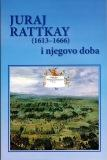 JURAJ
RATTKAY
(1613-1666)
i njegovo doba